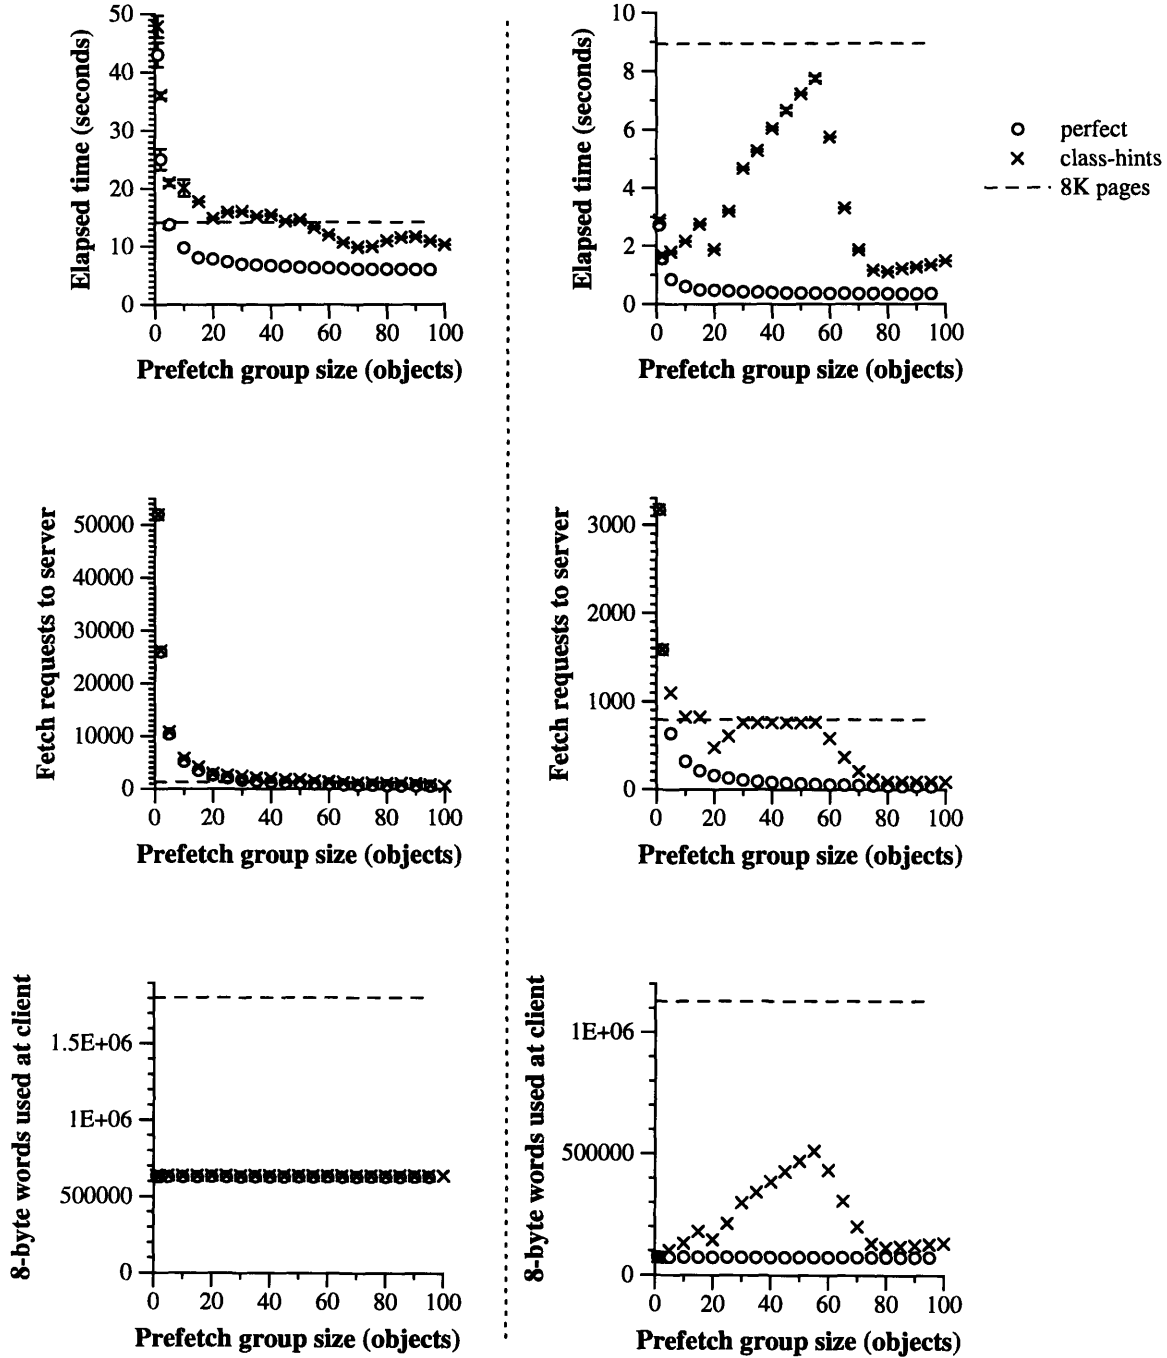 Elapsed time (seconds)
50
40
30
20
10
0
0 20 40 60 80 100
Prefetch group size (objects)
Elapsed time (seconds)
10
8
6
4
2
0
0 20 40 60 80 100
Prefetch group size (objects)
perfect
class-hints
8K pages
Fetch requests to server
50000
40000
30000
20000
10000
0
0 20 40 60 80 100
Prefetch group size (objects)
Fetch requests to server
3000
2000
1000
0
0 20 40 60 80 100
Prefetch group size (objects)
8-byte words used at client
1.5E+06
1E+06
500000
0
0 20 40 60 80 100
Prefetch group size (objects)
8-byte words used at client
1E+06
500000
0
0 20 40 60 80 100
Prefetch group size (objects)